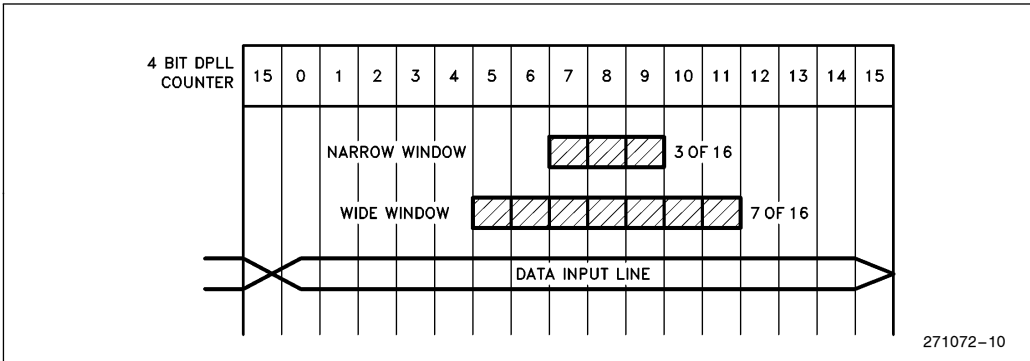 4 BIT DPLL
COUNTER
15 0 1 2 3 4 5 6 7 8 9 10 11 12 13 14 15
NARROW WINDOW 3 OF 16
WIDE WINDOW 7 OF 16
DATA INPUT LINE
271072-10